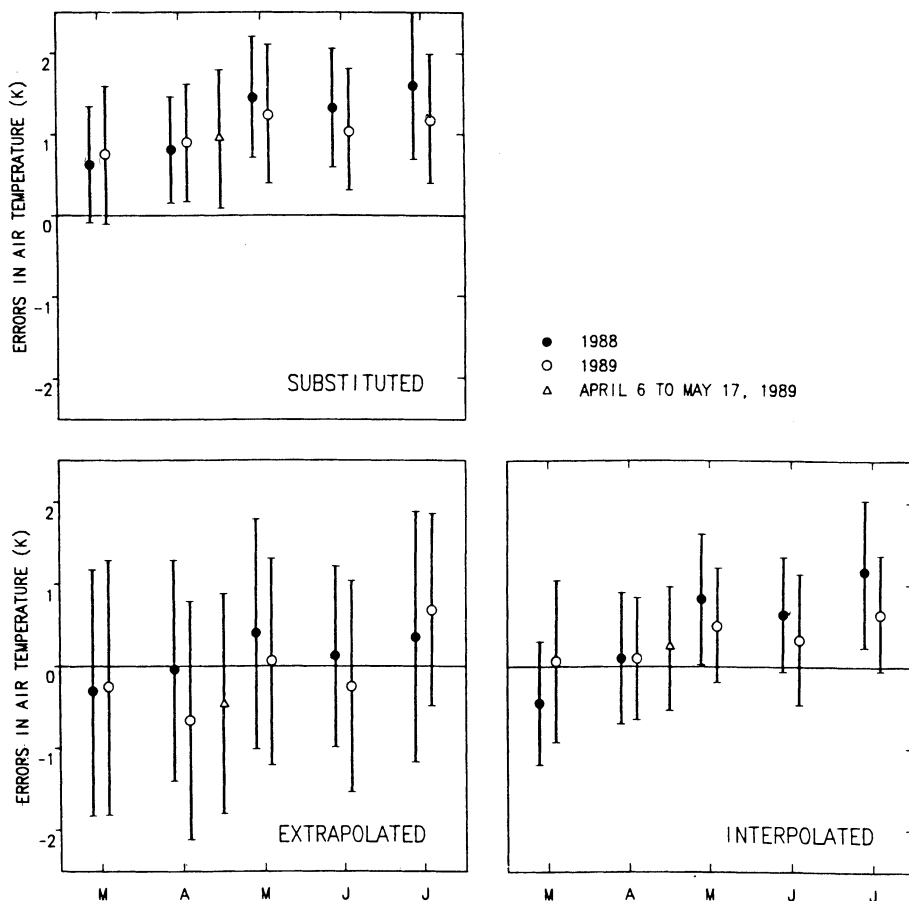 ERRORS IN AIR TEMPERATURE (K)
2
1
0
-1
-2
SUBSTITUTED
1988
1989
APRIL 6 TO MAY 17, 1989
ERRORS IN AIR TEMPERATURE (K)
2
1
0
-1
-2
EXTRAPOLATED
M A M J J
INTERPOLATED
M A M J J